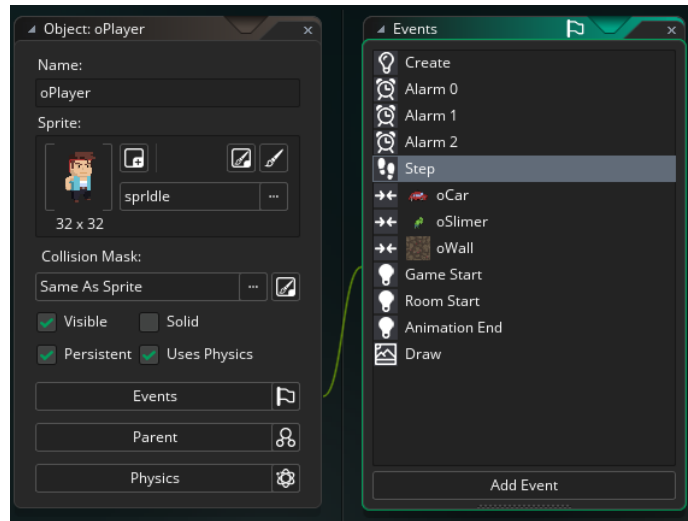 Object: oPlayer
Name:
oPlayer
Sprite:
sprIdle
32 x 32
Collision Mask:
Same As Sprite
Visible
Solid
Persistent
Uses Physics
Events
Parent
Physics
Events
Create
Alarm 0
Alarm 1
Alarm 2
Step
oCar
oSlimer
oWall
Game Start
Room Start
Animation End
Draw
Add Event